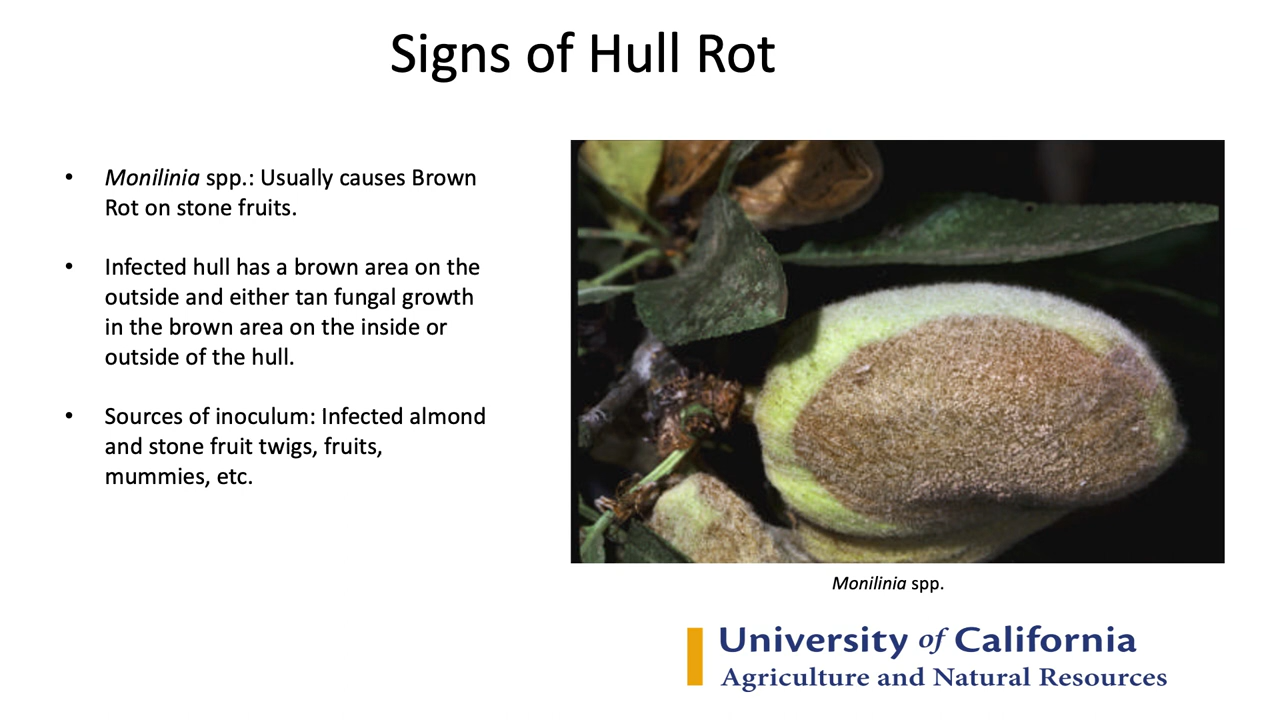 Signs of Hull Rot
• Monilinia spp.: Usually causes Brown
Rot on stone fruits.
• Infected hull has a brown area on the
outside and either tan fungal growth
in the brown area on the inside or
outside of the hull.
• Sources of inoculum: Infected almond
and stone fruit twigs, fruits,
mummies, etc.
Monilinia spp.
University of California
Agriculture and Natural Resources